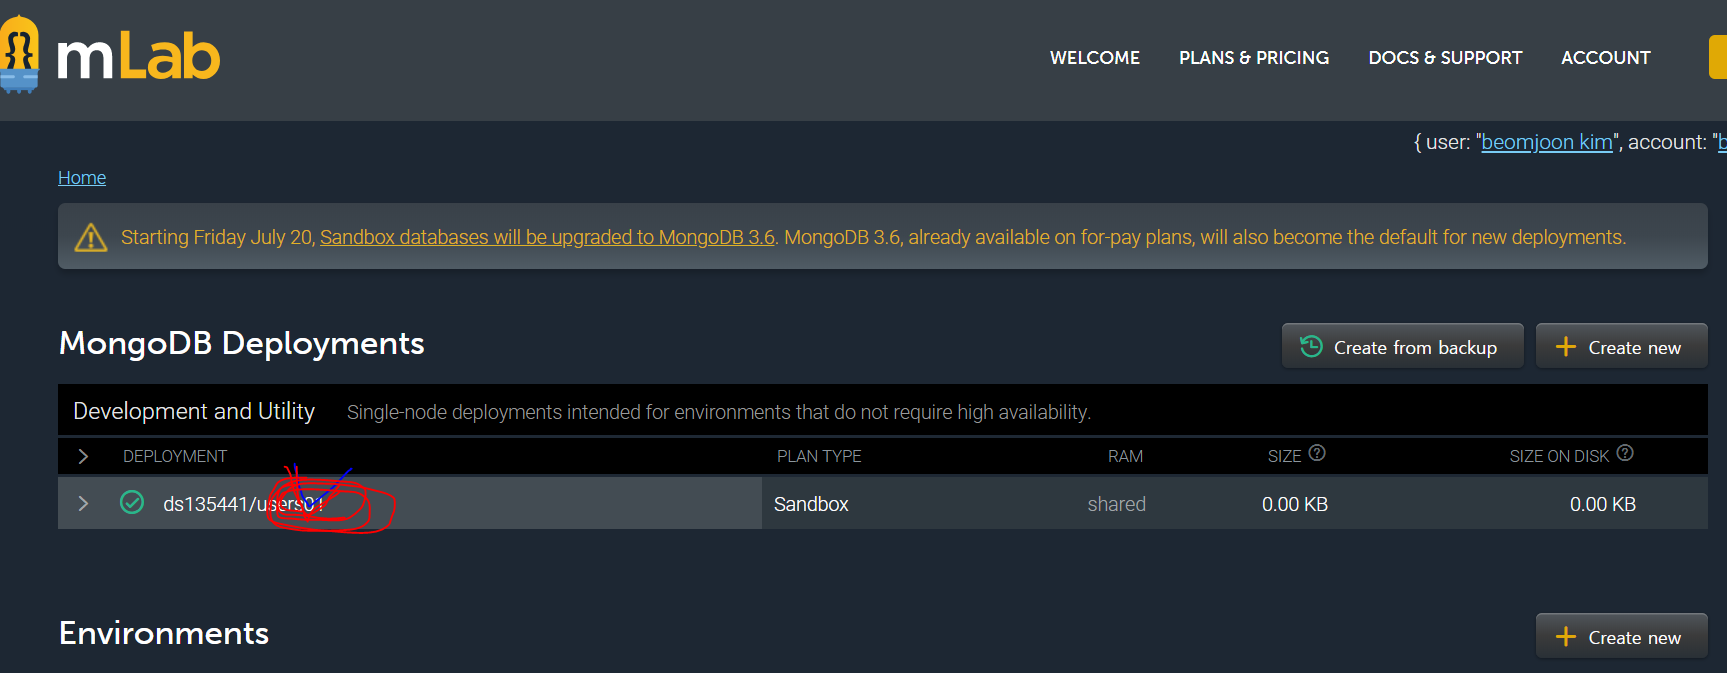 mLab
WELCOME PLANS & PRICING DOCS & SUPPORT ACCOUNT
{ user: "beomjoon kim", account: "b
Home
Starting Friday July 20, Sandbox databases will be upgraded to MongoDB 3.6. MongoDB 3.6, already available on for-pay plans, will also become the default for new deployments.
MongoDB Deployments
Create from backup
Create new
Development and Utility Single-node deployments intended for environments that do not require high availability.
DEPLOYMENT PLAN TYPE RAM SIZE SIZE ON DISK
ds135441/users01 Sandbox shared 0.00 KB 0.00 KB
Environments
Create new